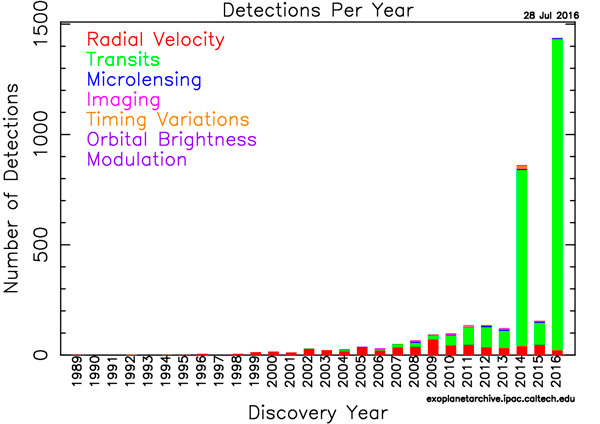 Detections Per Year
28 Jul 2016
Radial Velocity
Transits
Microlensing
Imaging
Timing Variations
Orbital Brightness
Modulation
Number of Detections
1500
1000
500
0
1989 1990 1991 1992 1993 1994 1995 1996 1997 1998 1999 2000 2001 2002 2003 2004 2005 2006 2007 2008 2009 2010 2011 2012 2013 2014 2015 2016
exoplanetarchive.ipac.caltech.edu
Discovery Year